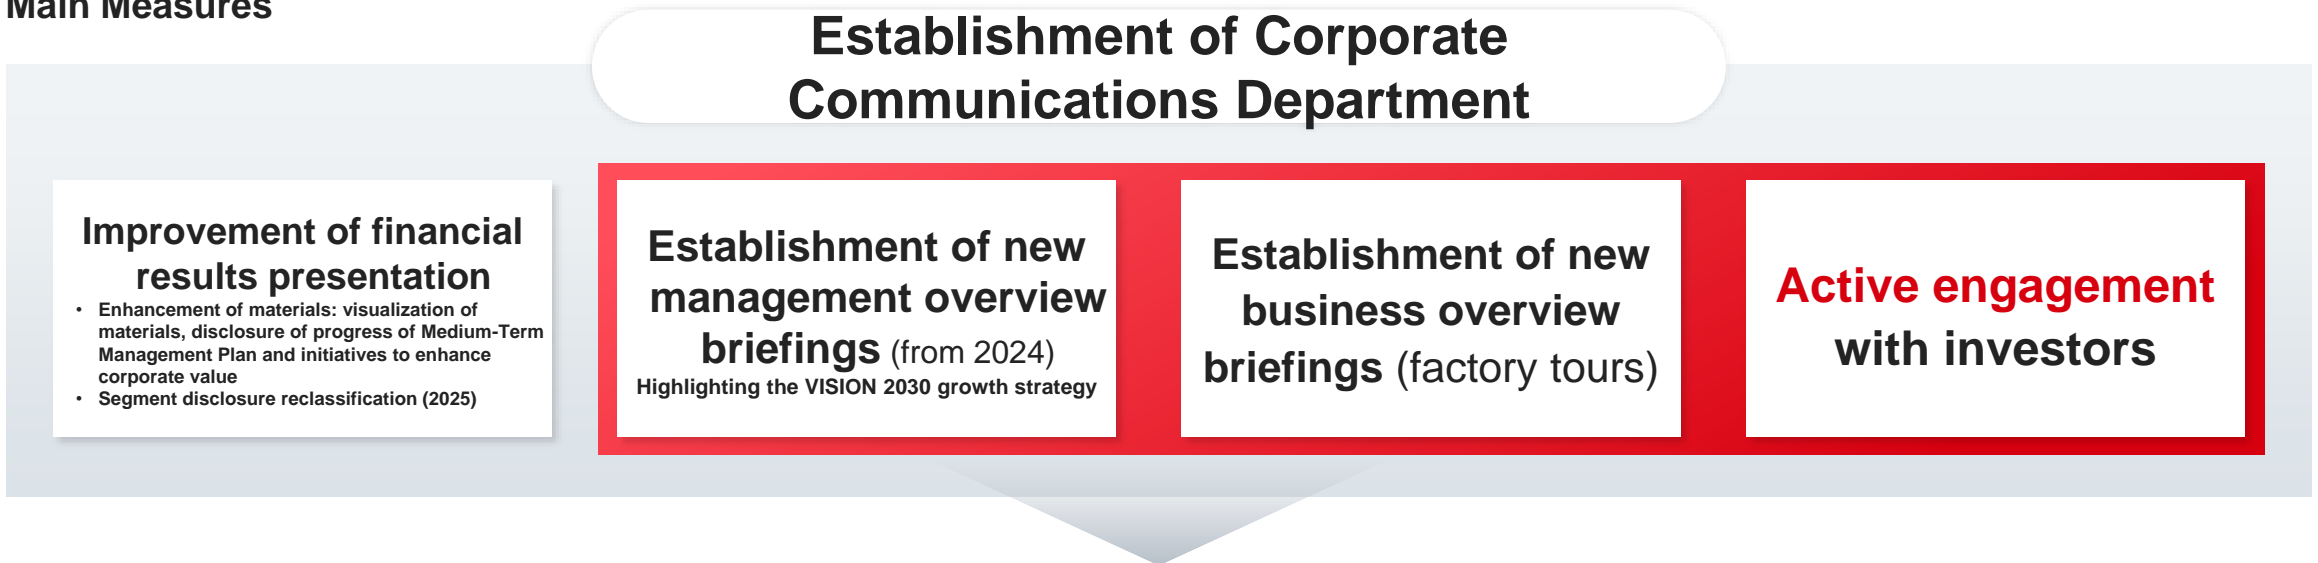 Main Measures
Establishment of Corporate
Communications Department
Improvement of financial
results presentation
• Enhancement of materials: visualization of
materials, disclosure of progress of Medium-Term
Management Plan and initiatives to enhance
corporate value
• Segment disclosure reclassification (2025)
Establishment of new
management overview
briefings (from 2024)
Highlighting the VISION 2030 growth strategy
Establishment of new
business overview
briefings (factory tours)
Active engagement
with investors